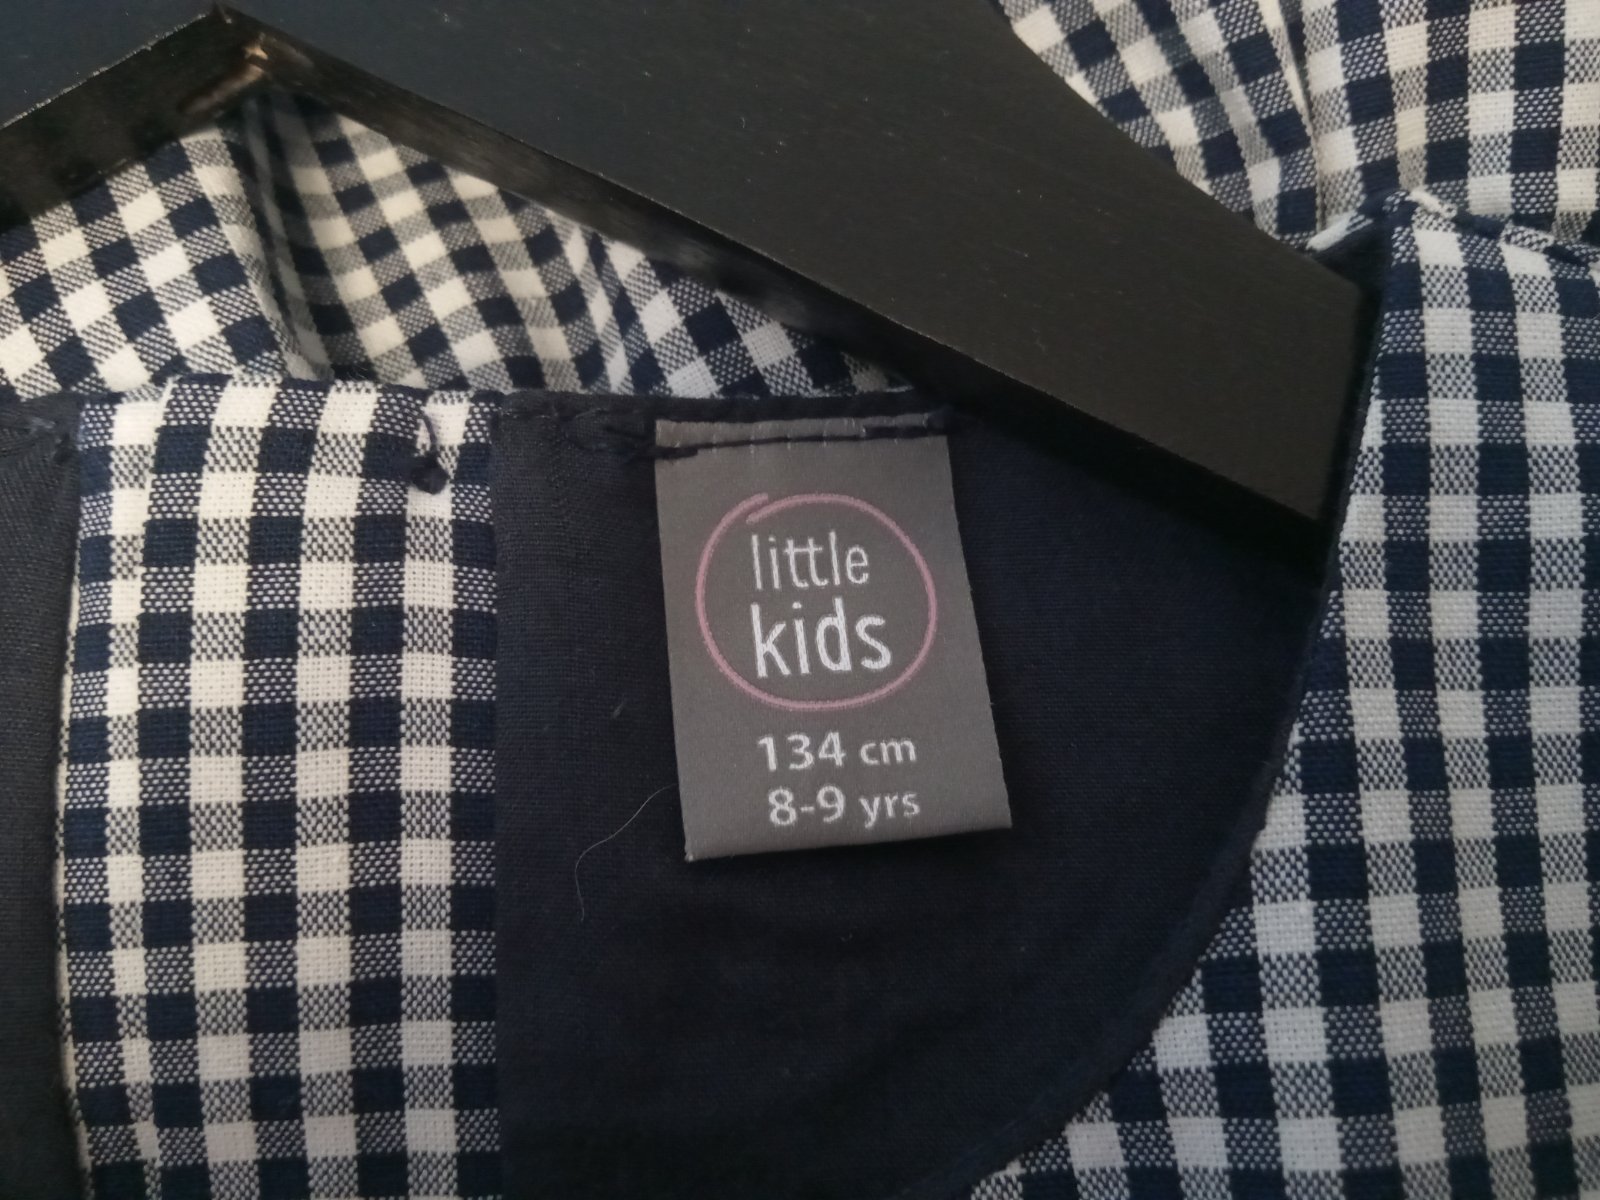 little
kids
134 cm
8-9 yrs